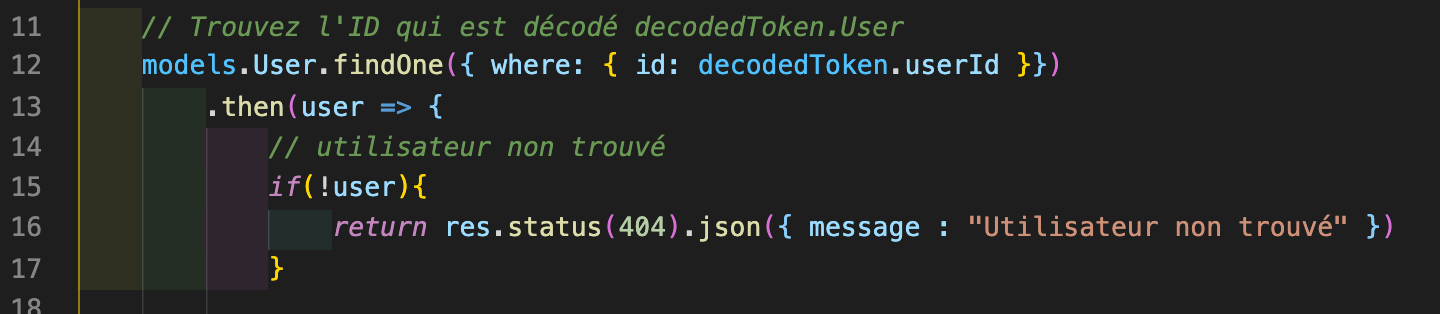 11 // Trouvez l'ID qui est décodé decodedToken.User
12 models.User.findOne({ where: { id: decodedToken.userId }})
13 .then(user => {
14 // utilisateur non trouvé
15 if(!user){
16 return res.status(404).json({ message : "Utilisateur non trouvé" })
17 }
18